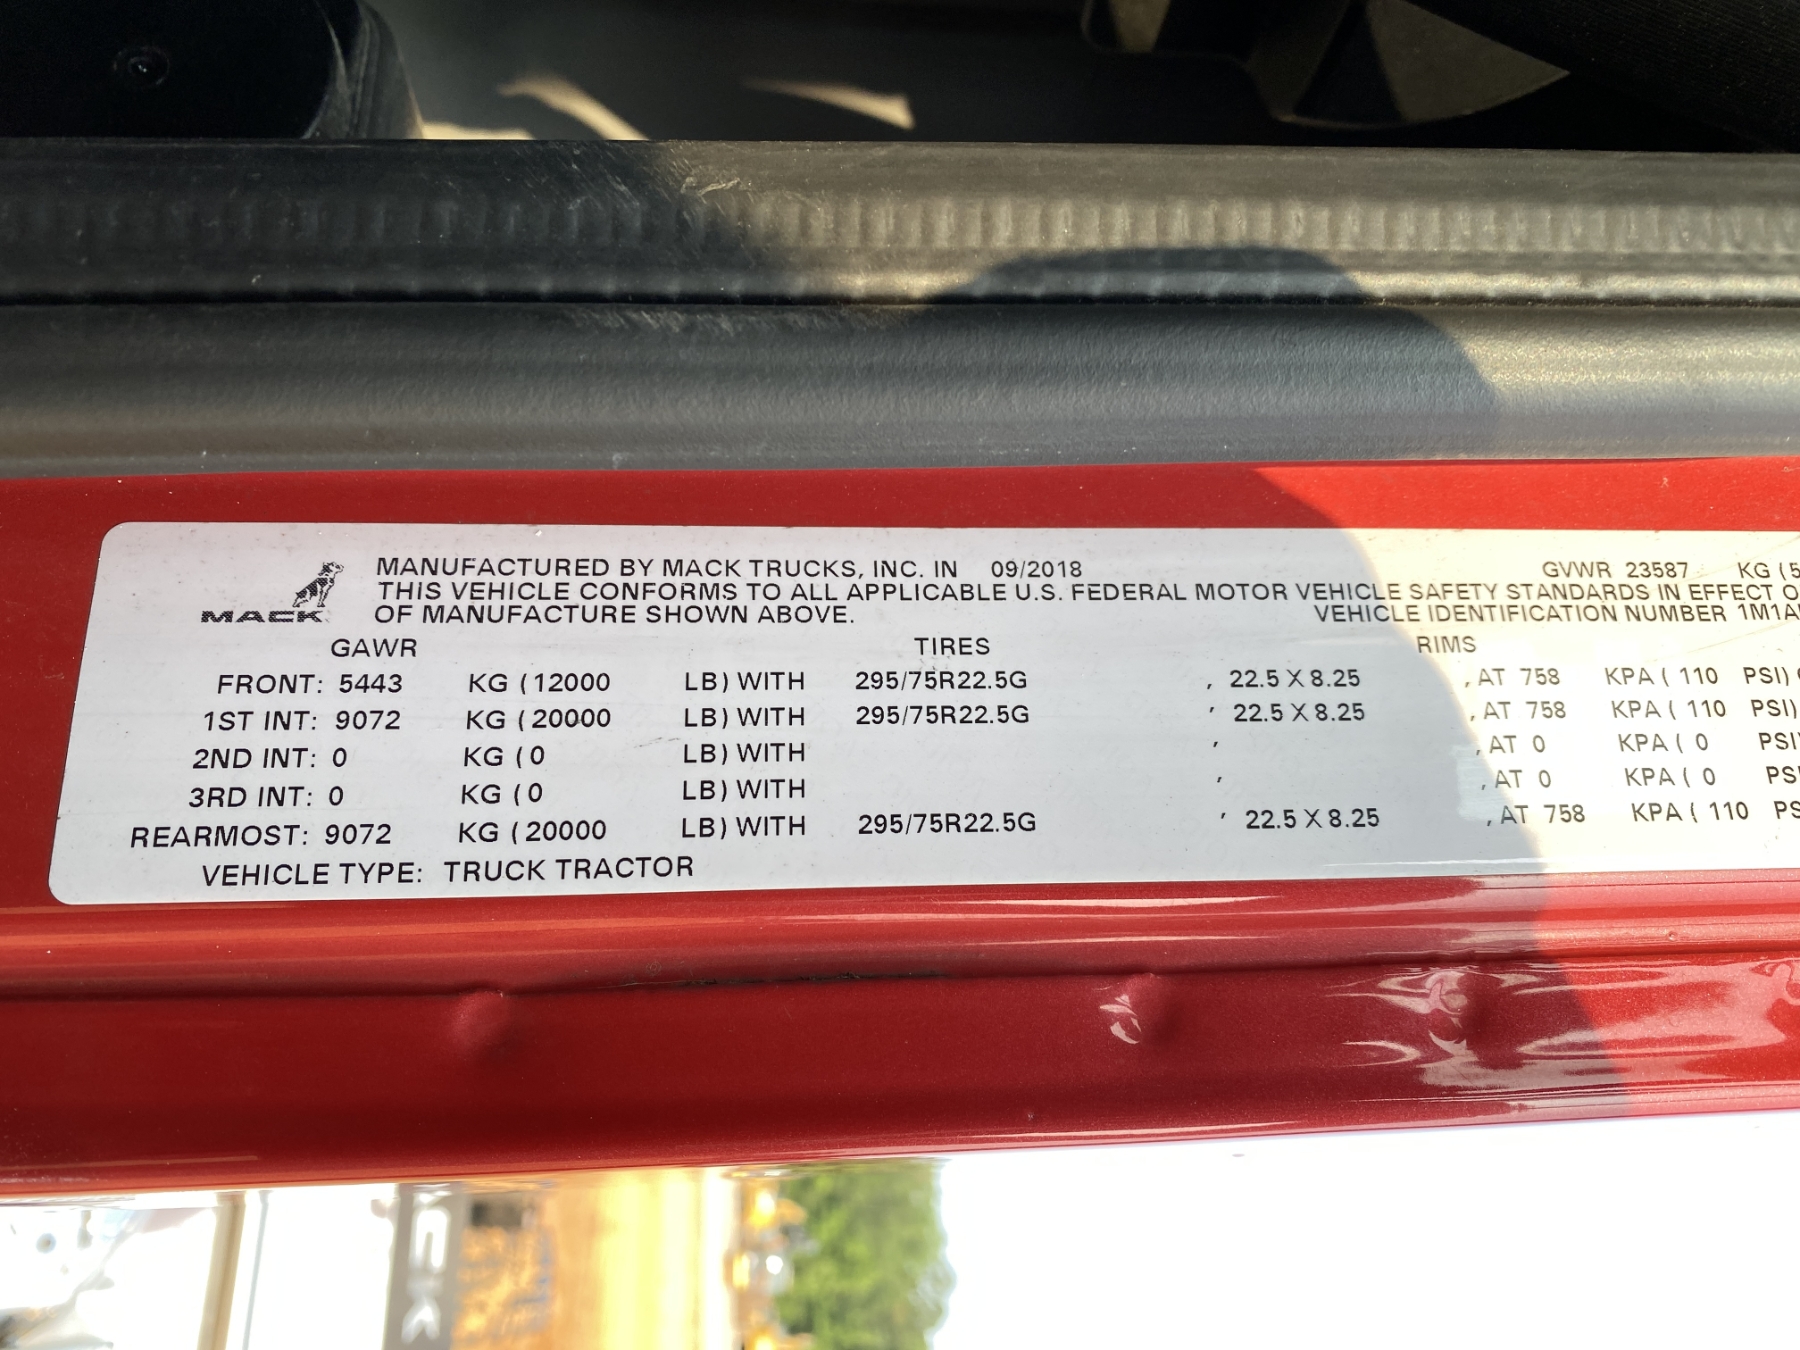 MACK
MANUFACTURED BY MACK TRUCKS, INC. IN 09/2018 GVWR 23587 KG (5
THIS VEHICLE CONFORMS TO ALL APPLICABLE U.S. FEDERAL MOTOR VEHICLE SAFETY STANDARDS IN EFFECT O
OF MANUFACTURE SHOWN ABOVE. VEHICLE IDENTIFICATION NUMBER 1M1A
GAWR TIRES RIMS
FRONT: 5443 KG (12000 LB) WITH 295/75R22.5G , 22.5 X 8.25 , AT 758 KPA ( 110 PSI)
1ST INT: 9072 KG (20000 LB) WITH 295/75R22.5G , 22.5 X 8.25 , AT 758 KPA ( 110 PSI)
2ND INT: 0 KG (0 LB) WITH , , AT 0 KPA ( 0 PSI)
3RD INT: 0 KG (0 LB) WITH , , AT 0 KPA ( 0 PS
REARMOST: 9072 KG (20000 LB) WITH 295/75R22.5G , 22.5 X 8.25 , AT 758 KPA ( 110 PS
VEHICLE TYPE: TRUCK TRACTOR